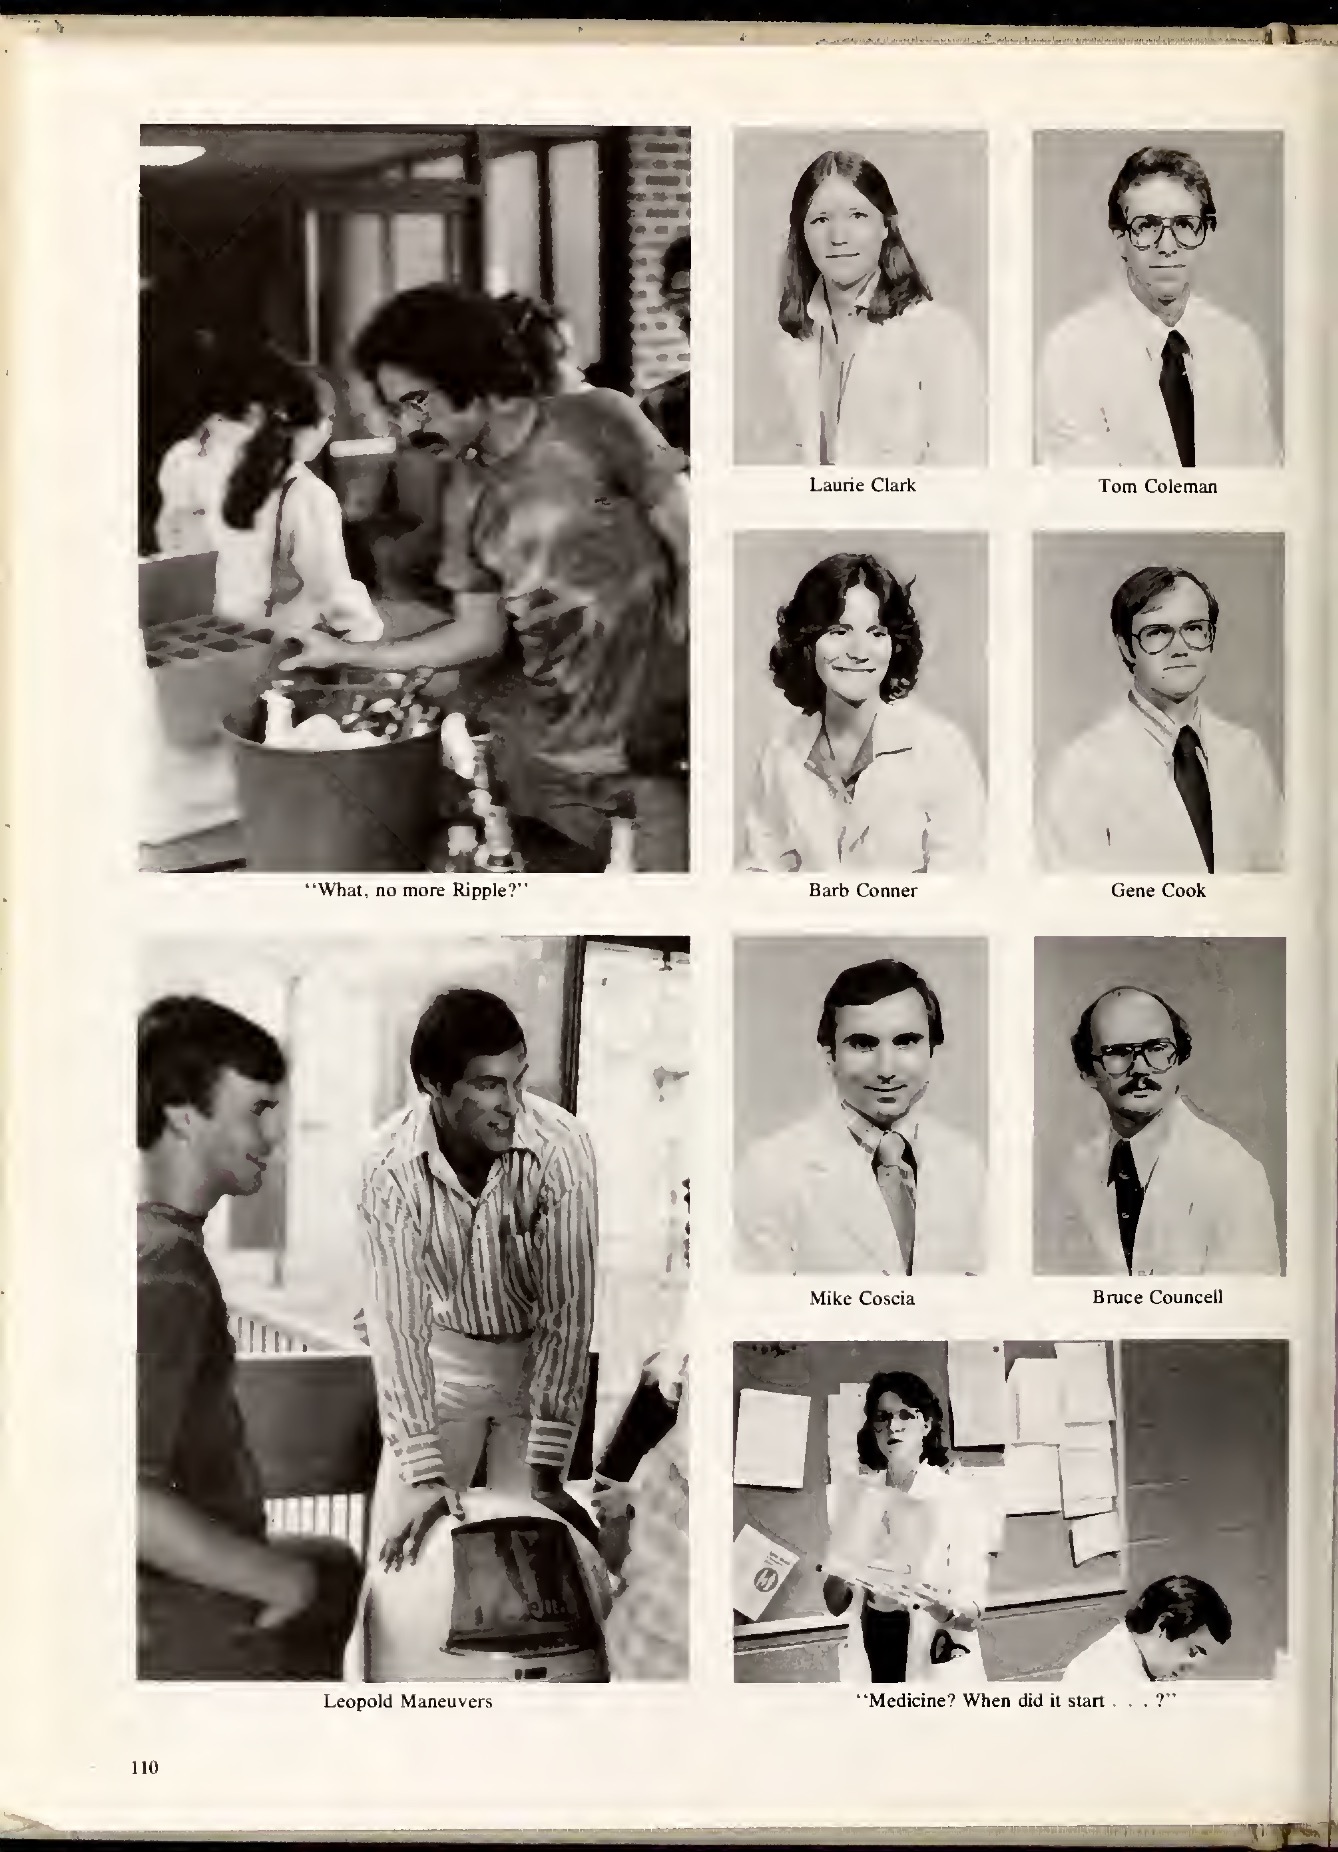 Laurie Clark
Tom Coleman
"What, no more Ripple?"
Barb Conner
Gene Cook
Mike Coscia
Bruce Councell
Leopold Maneuvers
"Medicine? When did it start . . . ?"
110